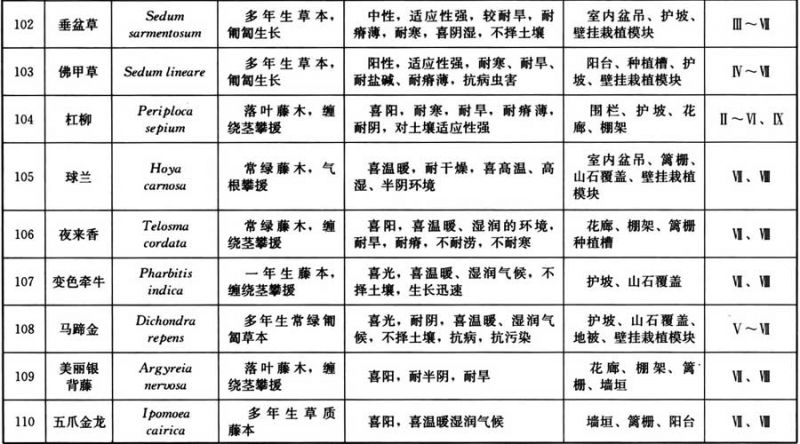 102 垂盆草 Sedum sarmentosum 多年生草本，匍匐生长 中性，适应性强，较耐旱，耐瘠薄，耐寒，喜阴湿，不择土壤 室内盆吊、护坡、壁挂栽植模块 Ⅲ～Ⅶ
103 佛甲草 Sedum lineare 多年生草本，匍匐生长 阳性，适应性强，耐寒、耐旱、耐盐碱、耐瘠薄，抗病虫害 阳台、种植槽、护坡、壁挂栽植模块 Ⅳ～Ⅶ
104 杠柳 Periploca sepium 落叶藤木，缠绕茎攀援 喜阳，耐寒，耐旱，耐瘠薄，耐阴，对土壤适应性强 围栏、护坡、花廊、棚架 Ⅱ～Ⅵ、Ⅸ
105 球兰 Hoya carnosa 常绿藤木，气根攀援 喜温暖，耐干燥，喜高温、高湿、半阴环境 室内盆吊、篱栅、山石覆盖、壁挂栽植模块 Ⅶ、Ⅷ
106 夜来香 Telosma cordata 常绿藤木，缠绕茎攀援 喜阳，喜温暖、湿润的环境，耐旱，耐瘠，不耐涝，不耐寒 花廊、棚架、篱栅种植槽 Ⅶ、Ⅷ
107 变色牵牛 Pharbitis indica 一年生藤本，缠绕茎攀援 喜光，喜温暖、湿润气候，不择土壤，生长迅速 护坡、山石覆盖 Ⅶ、Ⅷ
108 马蹄金 Dichondra repens 多年生常绿匍匐草本 喜光，耐阴，喜温暖、湿润气候，不择土壤，抗病，抗污染 护坡、山石覆盖、地被、壁挂栽植模块 Ⅴ～Ⅶ
109 美丽银背藤 Argyreia nervosa 落叶藤木，缠绕茎攀援 喜阳，耐半阴，耐旱 花廊、棚架、篱栅、墙垣 Ⅶ、Ⅷ
110 五爪金龙 Ipomoea cairica 多年生草质藤本 喜阳，喜温暖湿润气候 墙垣、篱栅、阳台 Ⅶ、Ⅷ